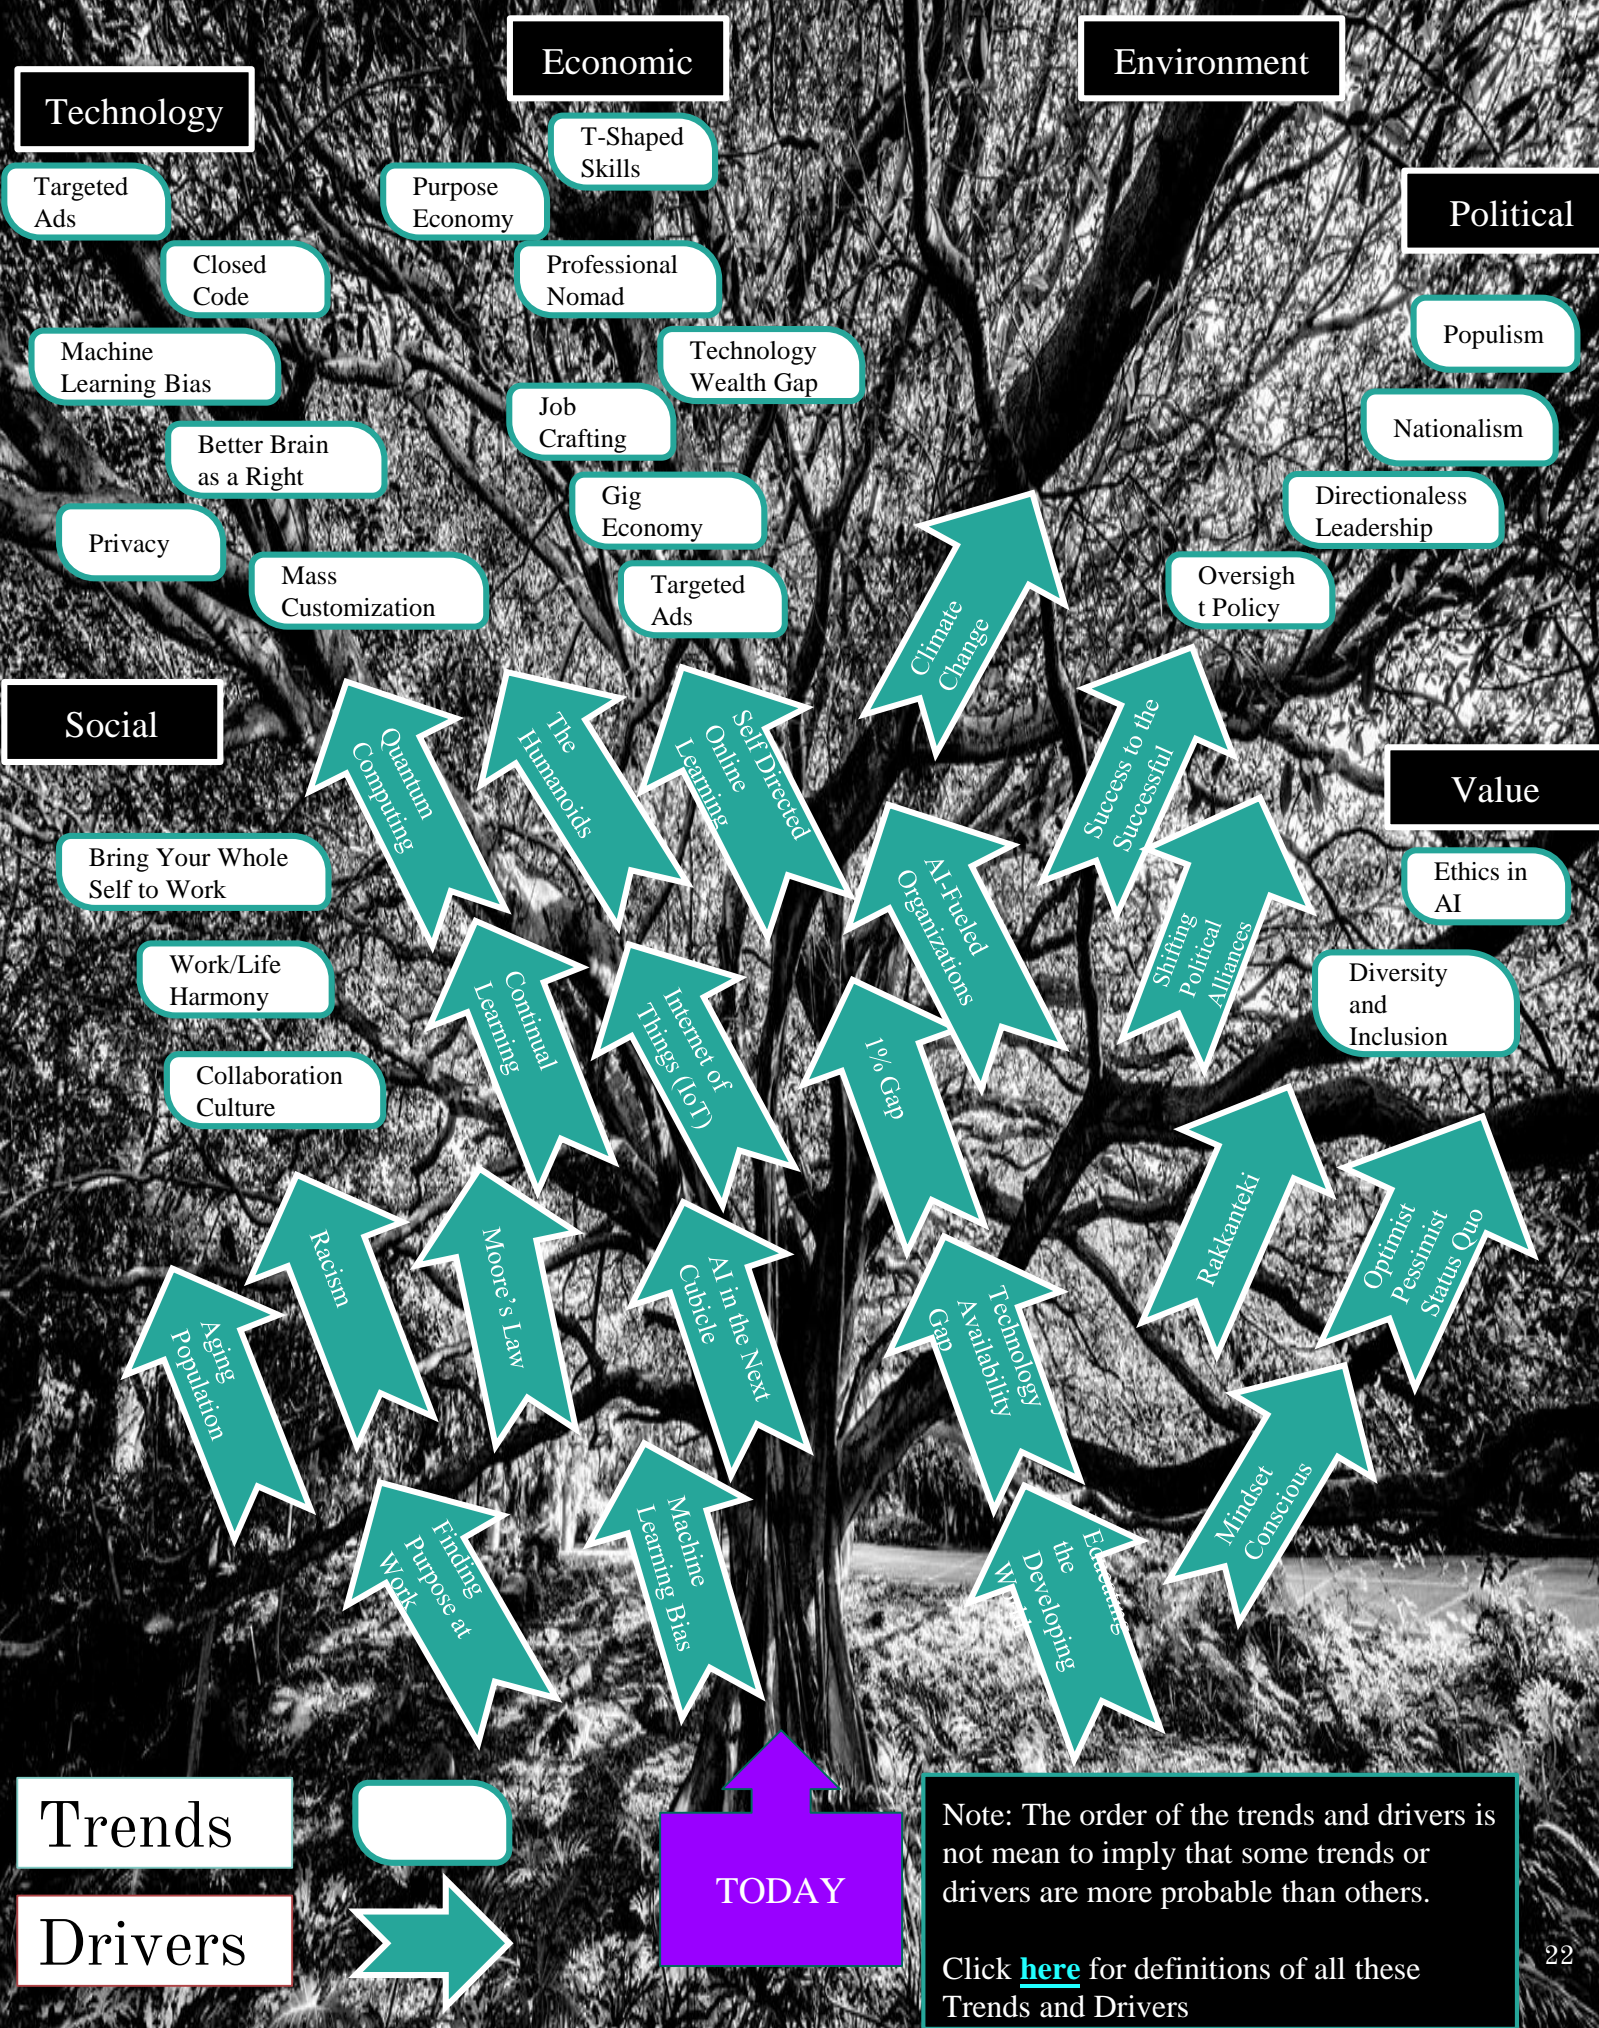 Economic
Environment
Technology
T-Shaped
Skills
Targeted
Ads
Purpose
Economy
Political
Closed
Code
Professional
Nomad
Populism
Machine
Learning Bias
Technology
Wealth Gap
Job
Crafting
Nationalism
Better Brain
as a Right
Gig
Economy
Directionaless
Leadership
Privacy
Mass
Customization
Targeted
Ads
Oversigh
t Policy
Climate
Change
Social
Quantum
Computing
The
Humanoids
Self Directed
Online
Learning
Success to the
Successful
Value
Bring Your Whole
Self to Work
AI-Fueled
Organizations
Ethics in
AI
Work/Life
Harmony
Continual
Learning
Internet of
Things (IoT)
Shifting
Political
Alliances
Diversity
and
Inclusion
Collaboration
Culture
1% Gap
Racism
Moore's Law
AI in the Next
Cubicle
Rakkanteki
Optimist
Pessimist
Status Quo
Aging
Population
Technology
Availability
Gap
Finding
Purpose at
Work
Machine
Learning Bias
Educating
the
Developing
Mindset
Conscious
Trends
Drivers
TODAY
Note: The order of the trends and drivers is
not mean to imply that some trends or
drivers are more probable than others.
Click here for definitions of all these
Trends and Drivers
22